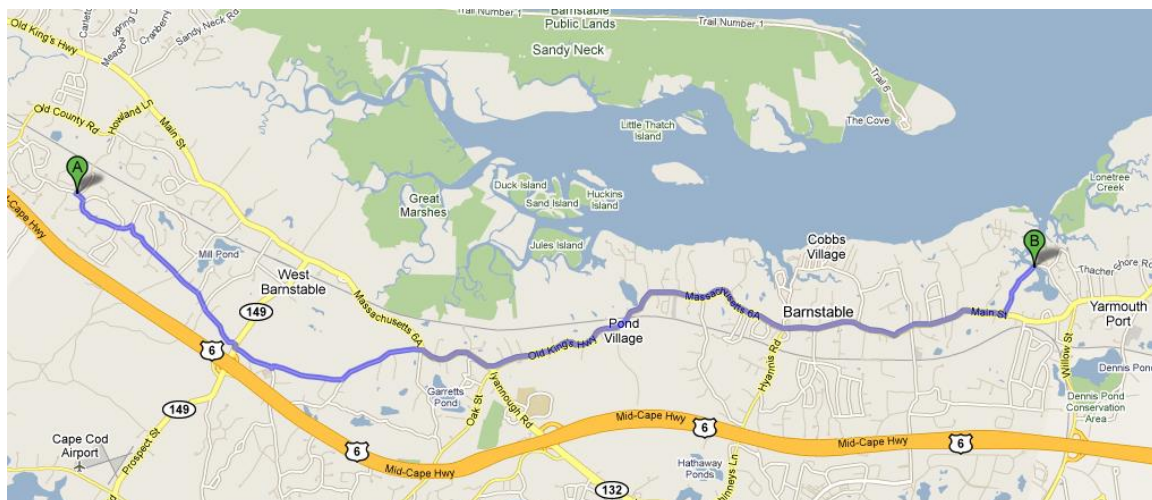 Trail Number 1
Barnstable
Public Lands
Trail Number 1
Old King's Hwy
Cranberry
Sandy Neck Rd
Sandy Neck
Trail 6
Old County Rd
Howland Ln
Main St
The Cove
Little Thatch
Island
A
Lonetree
Creek
Great
Marshes
Duck Island
Sand Island
Huckins
Island
Jules Island
Cobbs
Village
B
Mill Pond
West
Barnstable
Thacher
Shore Rd
149
Massachusetts 6A
Massachusetts 6A
Barnstable
Main St
Yarmouth
Port
Pond
Village
Old King's Hwy
6
Willow St
Hyannis Rd
Garretts
Pond
Oak St
Iyannough Rd
Dennis Pond
Dennis Pond
Conservation
Area
149
Prospect St
Mid-Cape Hwy
6
Mid-Cape Hwy
6
Mid-Cape Hwy
6
Cape Cod
Airport
Mid-Cape Hwy
Hathaway
Ponds
132